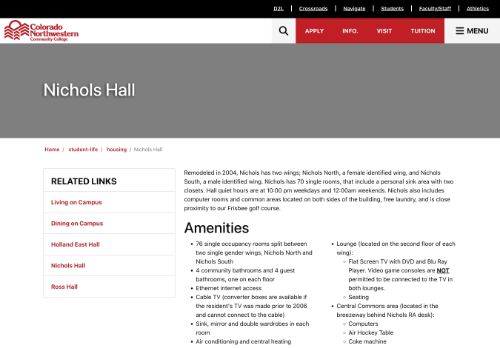 D2L | Crossroads | Navigate | Students | Faculty/Staff | Athletics
Colorado
Northwestern
Community College
APPLY INFO. VISIT TUITION MENU
Nichols Hall
Home / student-life / housing / Nichols Hall
RELATED LINKS
Living on Campus
Dining on Campus
Holland East Hall
Nichols Hall
Ross Hall
Remodeled in 2004, Nichols has two wings; Nichols North, a female identified wing, and Nichols
South, a male identified wing. Nichols has 70 single rooms, that include a personal sink area with two
closets. Hall quiet hours are at 10:00 pm weekdays and 12:00am weekends. Nichols also includes
computer rooms and common areas located on both sides of the building, free laundry, and is close
proximity to our Frisbee golf course.
Amenities
• 76 single occupancy rooms split between
two single gender wings, Nichols North and
Nichols South
• 4 community bathrooms and 4 guest
bathrooms, one on each floor
• Ethernet internet access
• Cable TV (converter boxes are available if
the resident's TV was made prior to 2006
and cannot connect to the cable)
• Sink, mirror and double wardrobes in each
room
• Air conditioning and central heating
• Lounge (located on the second floor of each
wing):
○ Flat Screen TV with DVD and Blu Ray
Player. Video game consoles are NOT
permitted to be connected to the TV in
both lounges.
○ Seating
• Central Commons area (located in the
breezeway behind Nichols RA desk):
○ Computers
○ Air Hockey Table
○ Coke machine